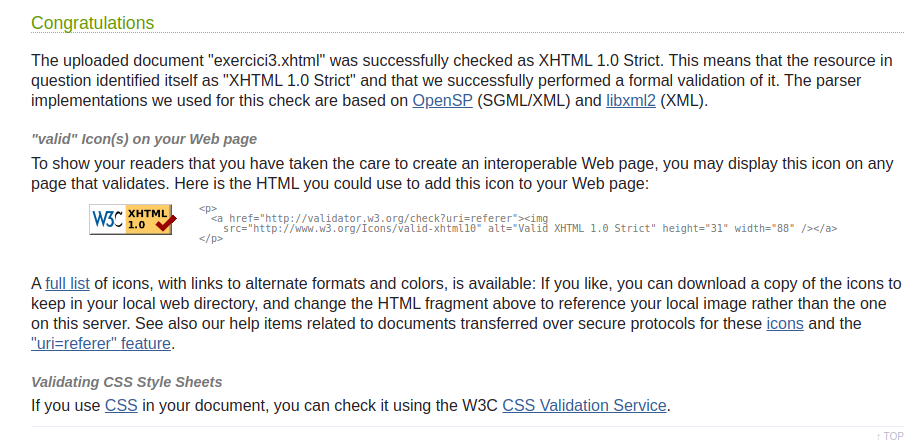 Congratulations
The uploaded document "exercici3.xhtml" was successfully checked as XHTML 1.0 Strict. This means that the resource in
question identified itself as "XHTML 1.0 Strict" and that we successfully performed a formal validation of it. The parser
implementations we used for this check are based on OpenSP (SGML/XML) and libxml2 (XML).
"valid" Icon(s) on your Web page
To show your readers that you have taken the care to create an interoperable Web page, you may display this icon on any
page that validates. Here is the HTML you could use to add this icon to your Web page:
W3C XHTML
1.0
<p>
<a href="http://validator.w3.org/check?uri=referer"><img
src="http://www.w3.org/Icons/valid-xhtml10" alt="Valid XHTML 1.0 Strict" height="31" width="88" /></a>
</p>
A full list of icons, with links to alternate formats and colors, is available: If you like, you can download a copy of the icons to
keep in your local web directory, and change the HTML fragment above to reference your local image rather than the one
on this server. See also our help items related to documents transferred over secure protocols for these icons and the
"uri=referer" feature.
Validating CSS Style Sheets
If you use CSS in your document, you can check it using the W3C CSS Validation Service.
↑ TOP